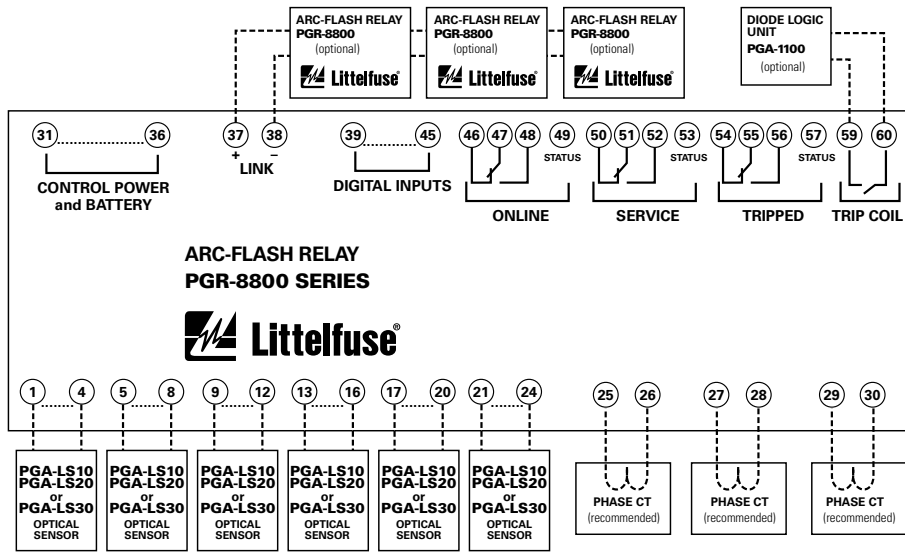 ARC-FLASH RELAY
PGR-8800
(optional)
Littelfuse®
ARC-FLASH RELAY
PGR-8800
(optional)
Littelfuse®
ARC-FLASH RELAY
PGR-8800
(optional)
Littelfuse®
DIODE LOGIC
UNIT
PGA-1100
(optional)
31 36 37 38 39 45 46 47 48 49 50 51 52 53 54 55 56 57 59 60
+ –
LINK
STATUS STATUS STATUS
CONTROL POWER
and BATTERY
DIGITAL INPUTS
ONLINE
SERVICE
TRIPPED
TRIP COIL
ARC-FLASH RELAY
PGR-8800 SERIES
Littelfuse®
1 4 5 8 9 12 13 16 17 20 21 24 25 26 27 28 29 30
PGA-LS10
PGA-LS20
or
PGA-LS30
OPTICAL
SENSOR
PGA-LS10
PGA-LS20
or
PGA-LS30
OPTICAL
SENSOR
PGA-LS10
PGA-LS20
or
PGA-LS30
OPTICAL
SENSOR
PGA-LS10
PGA-LS20
or
PGA-LS30
OPTICAL
SENSOR
PGA-LS10
PGA-LS20
or
PGA-LS30
OPTICAL
SENSOR
PGA-LS10
PGA-LS20
or
PGA-LS30
OPTICAL
SENSOR
PHASE CT
(recommended)
PHASE CT
(recommended)
PHASE CT
(recommended)